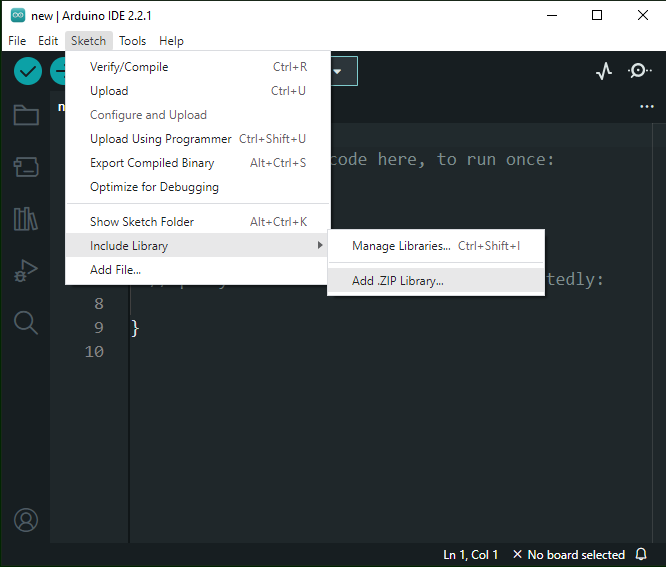 new | Arduino IDE 2.2.1
File Edit Sketch Tools Help
Verify/Compile Ctrl+R
Upload Ctrl+U
Configure and Upload
Upload Using Programmer Ctrl+Shift+U
Export Compiled Binary Alt+Ctrl+S
code here, to run once:
Optimize for Debugging
Show Sketch Folder Alt+Ctrl+K
Include Library
Manage Libraries... Ctrl+Shift+I
Add File...
Add .ZIP Library...
tedly:
8
9 }
10
Ln 1, Col 1 × No board selected